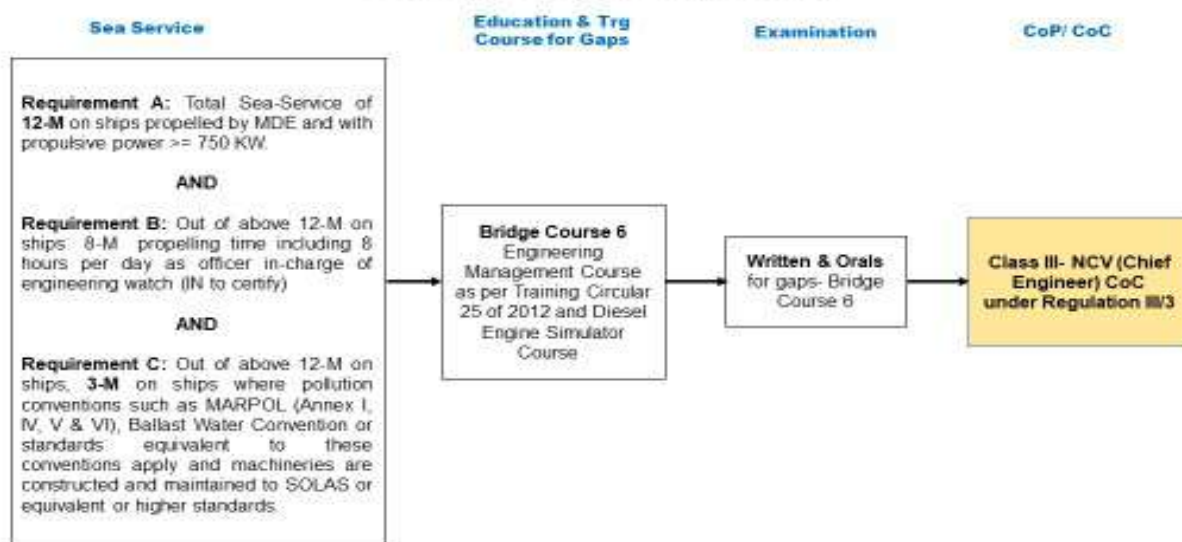 Sea Service
Education & Trg
Course for Gaps
Examination
CoP/ CoC
Requirement A: Total Sea-Service of
12-M on ships propelled by MDE and with
propulsive power >= 750 KW.
AND
Requirement B: Out of above 12-M on
ships 8-M propelling time including 8
hours per day as officer in-charge of
engineering watch (IN to certify)
AND
Requirement C: Out of above 12-M on
ships, 3-M on ships where pollution
conventions such as MARPOL (Annex I,
IV, V & VI), Ballast Water Convention or
standards equivalent to these
conventions apply and machineries are
constructed and maintained to SOLAS or
equivalent or higher standards.
Bridge Course 6
Engineering
Management Course
as per Training Circular
25 of 2012 and Diesel
Engine Simulator
Course
Written & Orals
for gaps- Bridge
Course 6
Class III- NCV (Chief
Engineer) CoC
under Regulation III/3